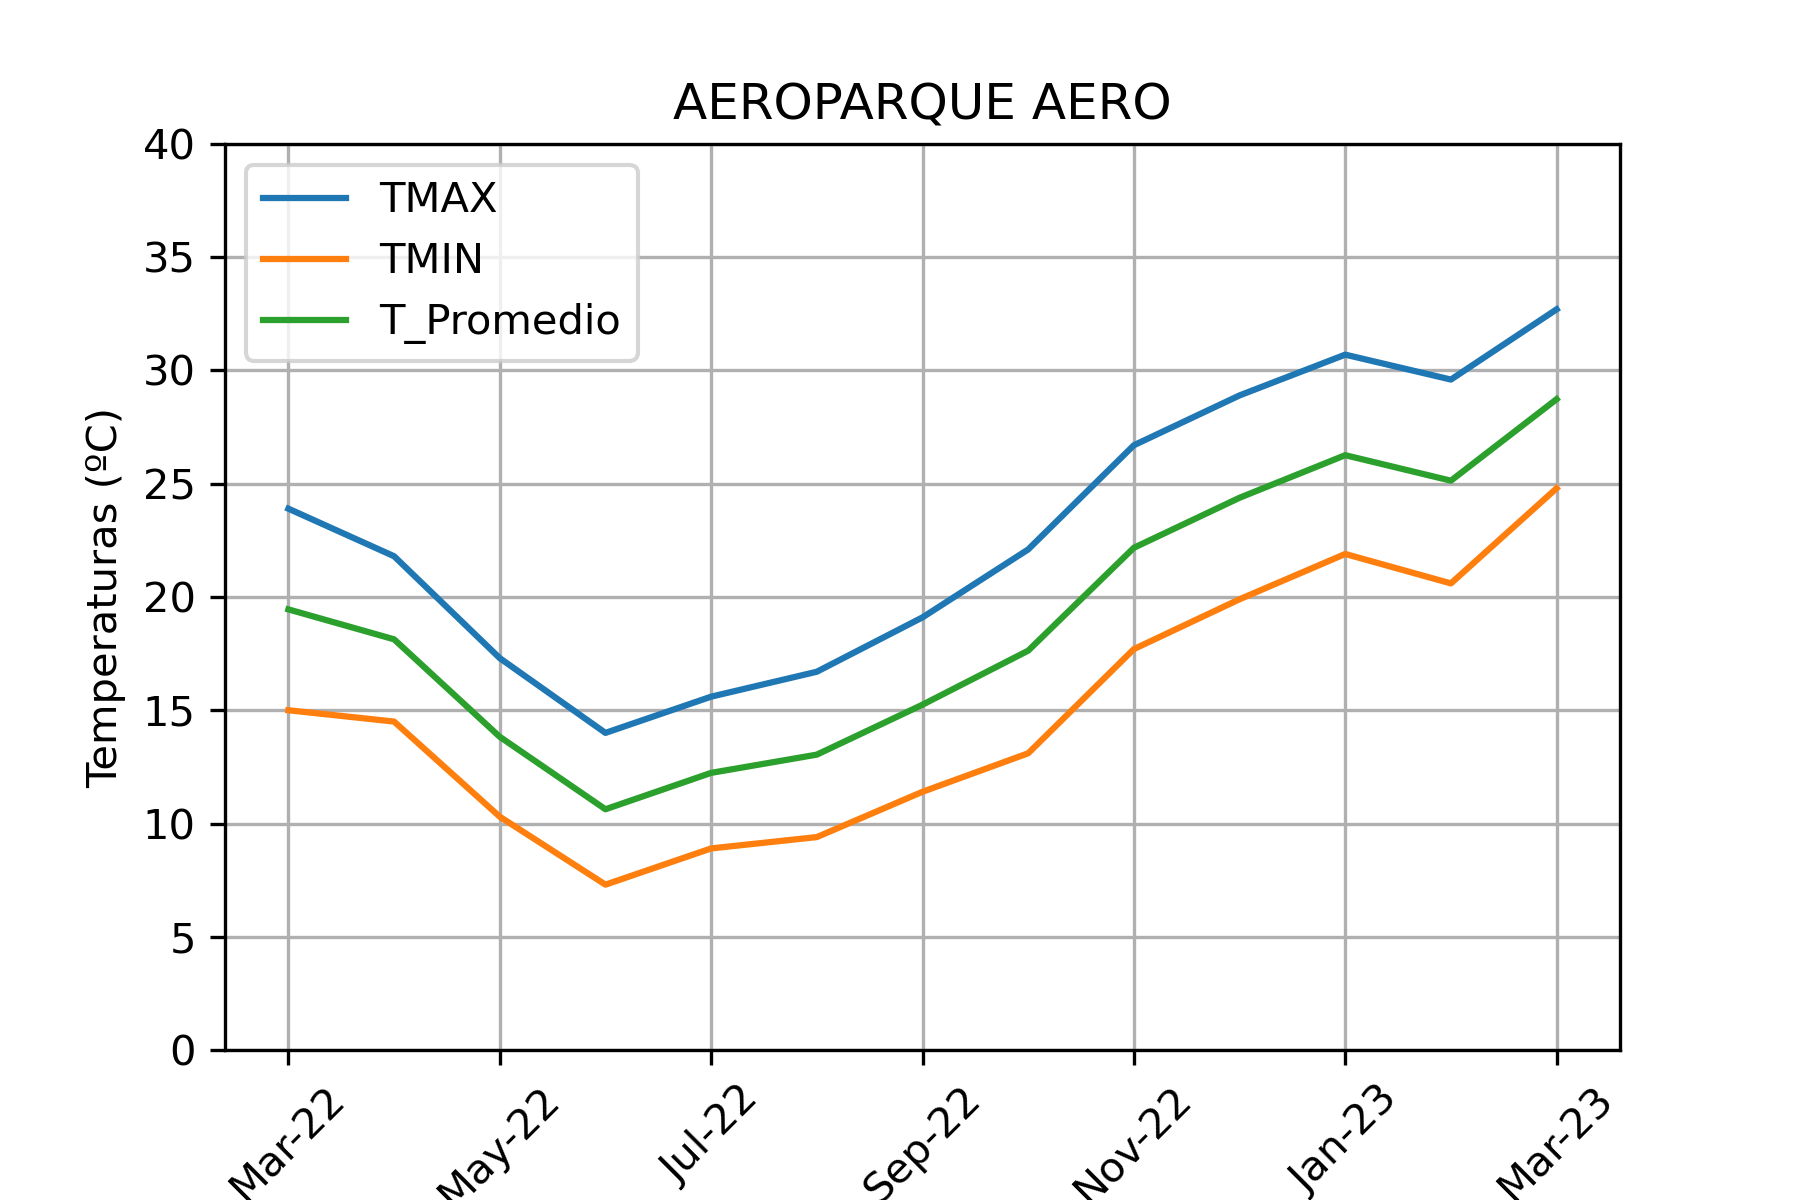 AEROPARQUE AERO
40
35
30
25
20
15
10
5
0
Temperaturas (ºC)
TMAX
TMIN
T_Promedio
Mar-22
May-22
Jul-22
Sep-22
Nov-22
Jan-23
Mar-23